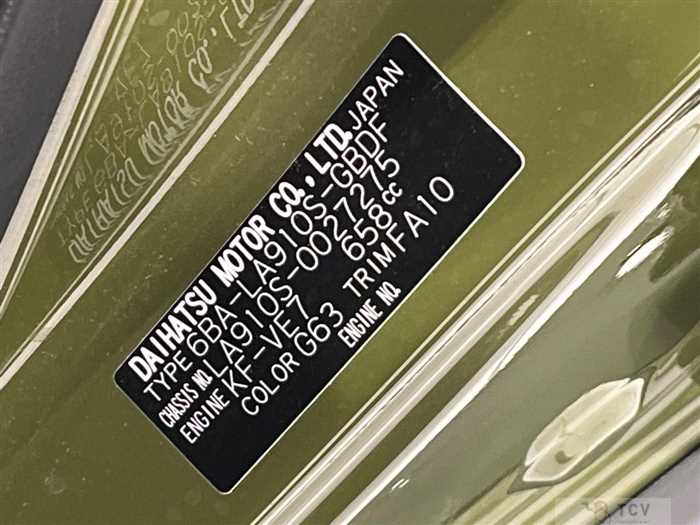 DAIHATSU MOTOR CO., LTD. JAPAN
TYPE 6BA-LA910S-GBDF
CHASSIS NO. LA910S-0027275
ENGINE KF-VE7 658CC
COLOR G63 TRIM FA10
ENGINE NO.
TCV